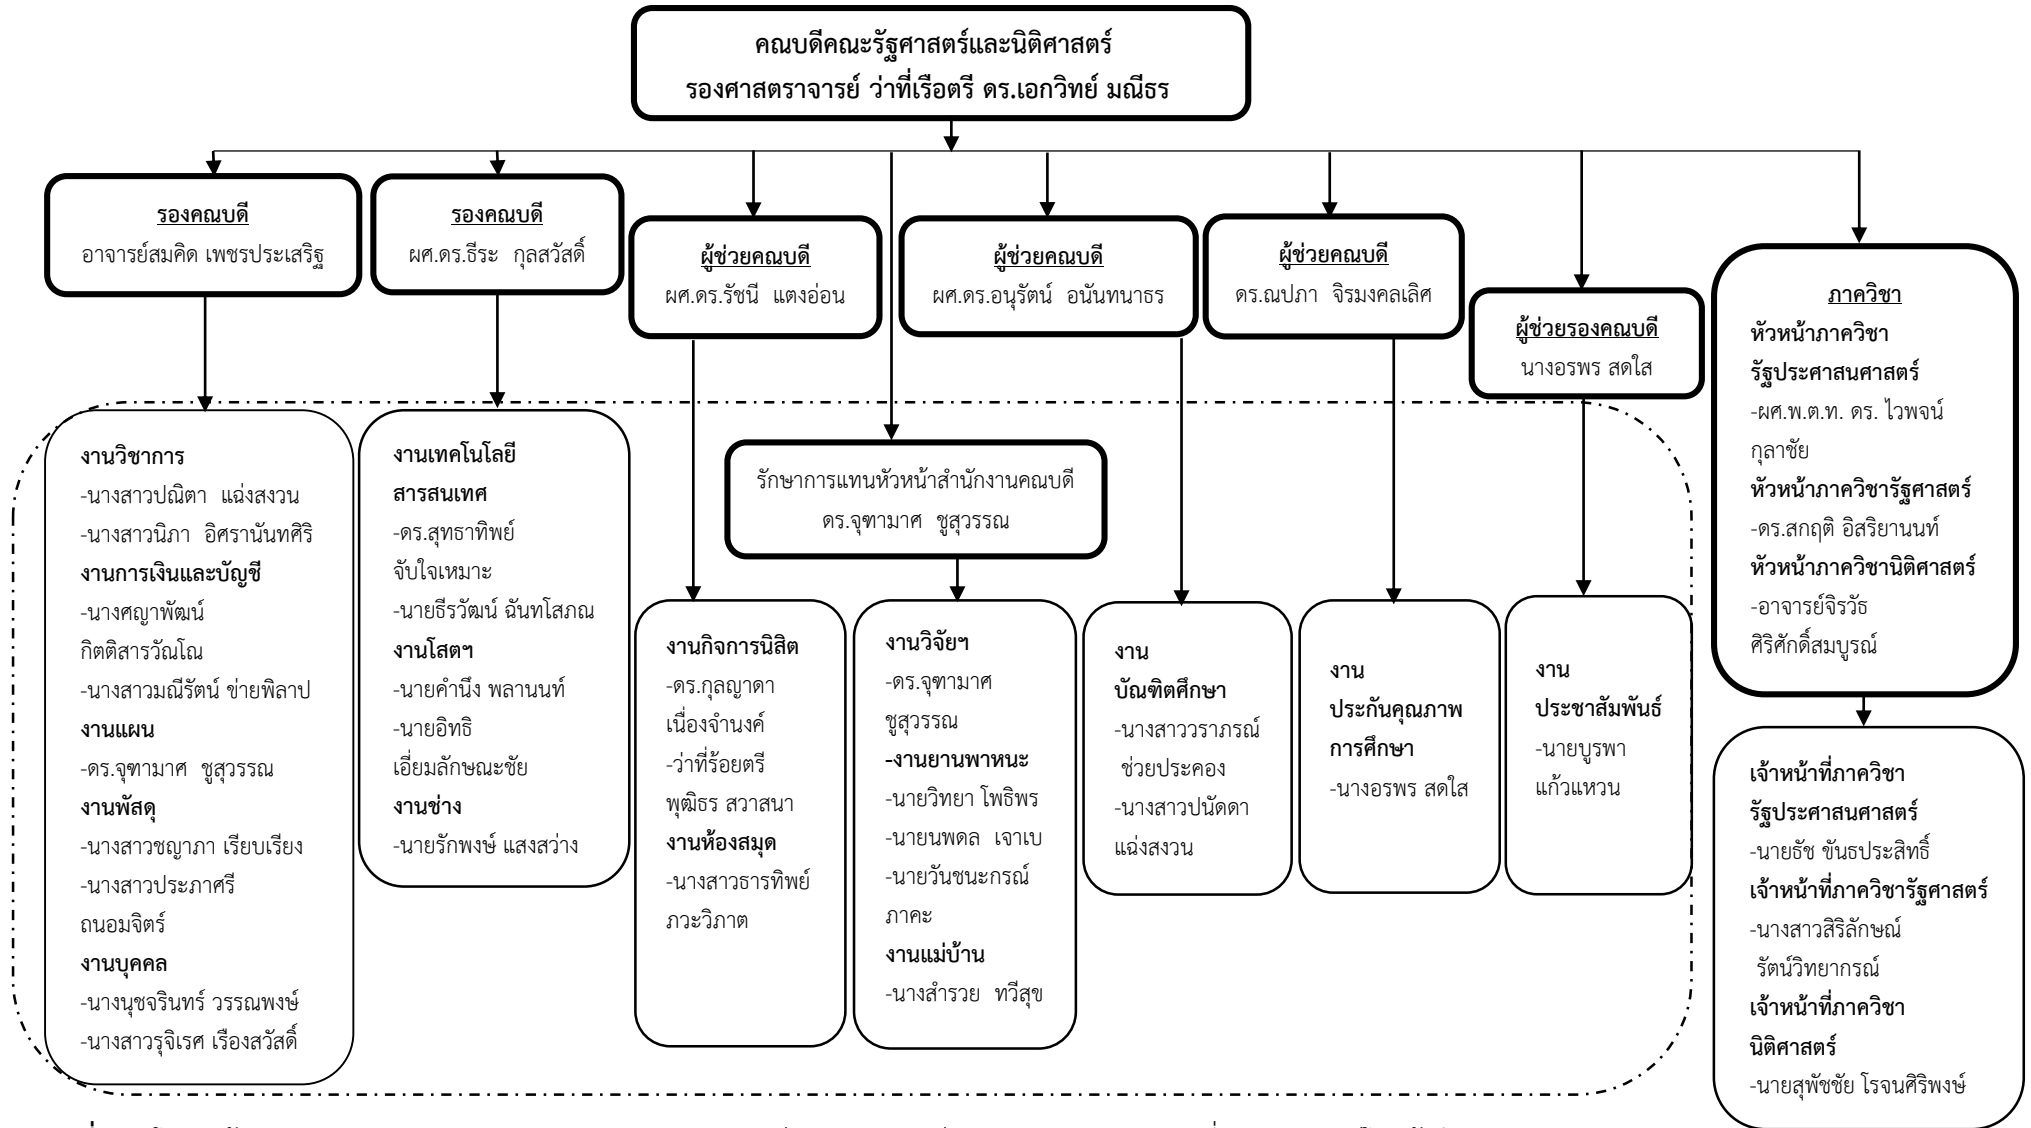 คณบดีคณะรัฐศาสตร์และนิติศาสตร์
รองศาสตราจารย์ ว่าที่เรือตรี ดร.เอกวิทย์ มณีธร
รองคณบดี
อาจารย์สมคิด เพชรประเสริฐ
รองคณบดี
ผศ.ดร.ธีระ กุลสวัสดิ์
ผู้ช่วยคณบดี
ผศ.ดร.รัชนี แตงอ่อน
ผู้ช่วยคณบดี
ผศ.ดร.อนุรัตน์ อนันทนาธร
ผู้ช่วยคณบดี
ดร.ณปภา จิรมงคลเลิศ
ผู้ช่วยรองคณบดี
นางอรพร สดใส
ภาควิชา
หัวหน้าภาควิชา
รัฐประศาสนศาสตร์
-ผศ.พ.ต.ท. ดร. ไวพจน์
กุลาชัย
หัวหน้าภาควิชารัฐศาสตร์
-ดร.สกฤติ อิสริยานนท์
หัวหน้าภาควิชานิติศาสตร์
-อาจารย์จิรวัธ
ศิริศักดิ์สมบูรณ์
งานวิชาการ
-นางสาวปณิตา แฉ่งสงวน
-นางสาวนิภา อิศรานันทศิริ
งานการเงินและบัญชี
-นางศญาพัฒน์
กิตติสารวัณโณ
-นางสาวมณีรัตน์ ข่ายพิลาป
งานแผน
-ดร.จุฑามาศ ชูสุวรรณ
งานพัสดุ
-นางสาวชญาภา เรียบเรียง
-นางสาวประภาศรี
ถนอมจิตร์
งานบุคคล
-นางนุชจรินทร์ วรรณพงษ์
-นางสาวรุจิเรศ เรืองสวัสดิ์
งานเทคโนโลยี
สารสนเทศ
-ดร.สุทธาทิพย์
จับใจเหมาะ
-นายธีรวัฒน์ ฉันทโสภณ
งานโสตฯ
-นายคำนึง พลานนท์
-นายอิทธิ
เอี่ยมลักษณะชัย
งานช่าง
-นายรักพงษ์ แสงสว่าง
รักษาการแทนหัวหน้าสำนักงานคณบดี
ดร.จุฑามาศ ชูสุวรรณ
งานกิจการนิสิต
-ดร.กุลญาดา
เนื่องจำนงค์
-ว่าที่ร้อยตรี
พุฒิธร สวาสนา
งานห้องสมุด
-นางสาวธารทิพย์
ภวะวิภาต
งานวิจัยฯ
-ดร.จุฑามาศ
ชูสุวรรณ
-งานยานพาหนะ
-นายวิทยา โพธิพร
-นายนพดล เจาเบ
-นายวันชนะกรณ์
ภาคะ
งานแม่บ้าน
-นางสำรวย ทวีสุข
งาน
บัณฑิตศึกษา
-นางสาววราภรณ์
ช่วยประคอง
-นางสาวปนัดดา
แฉ่งสงวน
งาน
ประกันคุณภาพ
การศึกษา
-นางอรพร สดใส
งาน
ประชาสัมพันธ์
-นายบูรพา
แก้วแหวน
เจ้าหน้าที่ภาควิชา
รัฐประศาสนศาสตร์
-นายธัช ขันธประสิทธิ์
เจ้าหน้าที่ภาควิชารัฐศาสตร์
-นางสาวสิริลักษณ์
รัตน์วิทยากรณ์
เจ้าหน้าที่ภาควิชา
นิติศาสตร์
-นายสุพัชชัย โรจนศิริพงษ์